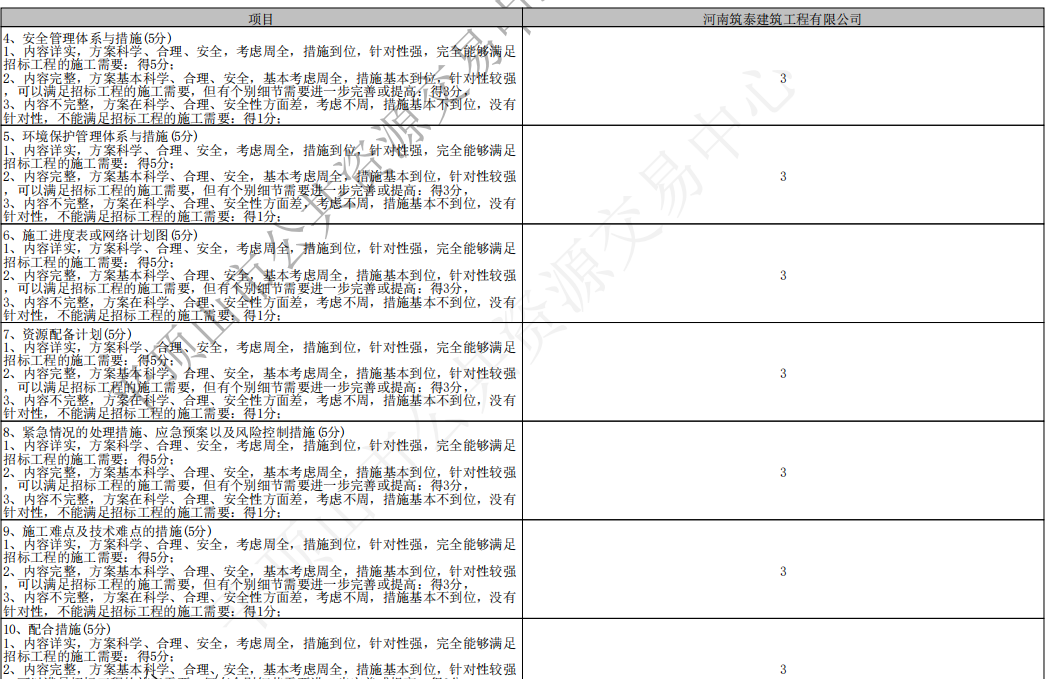 项目 河南筑泰建筑工程有限公司
4、安全管理体系与措施(5分)
1、内容详实，方案科学、合理、安全，考虑周全，措施到位，针对性强，完全能够满足
招标工程的施工需要：得5分；
2、内容完整，方案基本科学、合理、安全，基本考虑周全，措施基本到位，针对性较强
，可以满足招标工程的施工需要，但有个别细节需要进一步完善或提高：得3分，
3、内容不完整，方案在科学、合理、安全性方面差，考虑不周，措施基本不到位，没有
针对性，不能满足招标工程的施工需要：得1分；
3
5、环境保护管理体系与措施(5分)
1、内容详实，方案科学、合理、安全，考虑周全，措施到位，针对性强，完全能够满足
招标工程的施工需要：得5分；
2、内容完整，方案基本科学、合理、安全，基本考虑周全，措施基本到位，针对性较强
，可以满足招标工程的施工需要，但有个别细节需要进一步完善或提高：得3分，
3、内容不完整，方案在科学、合理、安全性方面差，考虑不周，措施基本不到位，没有
针对性，不能满足招标工程的施工需要：得1分；
3
6、施工进度表或网络计划图(5分)
1、内容详实，方案科学、合理、安全，考虑周全，措施到位，针对性强，完全能够满足
招标工程的施工需要：得5分；
2、内容完整，方案基本科学、合理、安全，基本考虑周全，措施基本到位，针对性较强
，可以满足招标工程的施工需要，但有个别细节需要进一步完善或提高：得3分，
3、内容不完整，方案在科学、合理、安全性方面差，考虑不周，措施基本不到位，没有
针对性，不能满足招标工程的施工需要：得1分；
3
7、资源配备计划(5分)
1、内容详实，方案科学、合理、安全，考虑周全，措施到位，针对性强，完全能够满足
招标工程的施工需要：得5分；
2、内容完整，方案基本科学、合理、安全，基本考虑周全，措施基本到位，针对性较强
，可以满足招标工程的施工需要，但有个别细节需要进一步完善或提高：得3分，
3、内容不完整，方案在科学、合理、安全性方面差，考虑不周，措施基本不到位，没有
针对性，不能满足招标工程的施工需要：得1分；
3
8、紧急情况的处理措施、应急预案以及风险控制措施(5分)
1、内容详实，方案科学、合理、安全，考虑周全，措施到位，针对性强，完全能够满足
招标工程的施工需要：得5分；
2、内容完整，方案基本科学、合理、安全，基本考虑周全，措施基本到位，针对性较强
，可以满足招标工程的施工需要，但有个别细节需要进一步完善或提高：得3分，
3、内容不完整，方案在科学、合理、安全性方面差，考虑不周，措施基本不到位，没有
针对性，不能满足招标工程的施工需要：得1分；
3
9、施工难点及技术难点的措施(5分)
1、内容详实，方案科学、合理、安全，考虑周全，措施到位，针对性强，完全能够满足
招标工程的施工需要：得5分；
2、内容完整，方案基本科学、合理、安全，基本考虑周全，措施基本到位，针对性较强
，可以满足招标工程的施工需要，但有个别细节需要进一步完善或提高：得3分，
3、内容不完整，方案在科学、合理、安全性方面差，考虑不周，措施基本不到位，没有
针对性，不能满足招标工程的施工需要：得1分；
3
10、配合措施(5分)
1、内容详实，方案科学、合理、安全，考虑周全，措施到位，针对性强，完全能够满足
招标工程的施工需要：得5分；
2、内容完整，方案基本科学、合理、安全，基本考虑周全，措施基本到位，针对性较强
3
平顶山市公共资源交易中
平顶山市公共资源交易中心